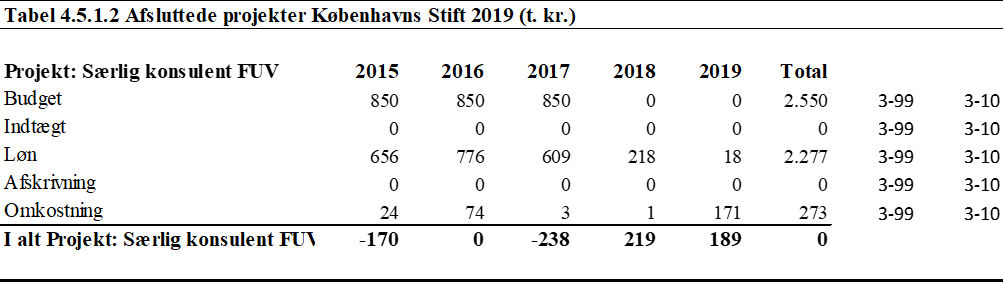 Tabel 4.5.1.2 Afsluttede projekter Københavns Stift 2019 (t. kr.)
Projekt: Særlig konsulent FUV 2015 2016 2017 2018 2019 Total
Budget 850 850 850 0 0 2.550 3-99 3-10
Indtægt 0 0 0 0 0 0 3-99 3-10
Løn 656 776 609 218 18 2.277 3-99 3-10
Afskrivning 0 0 0 0 0 0 3-99 3-10
Omkostning 24 74 3 1 171 273 3-99 3-10
I alt Projekt: Særlig konsulent FUV -170 0 -238 219 189 0